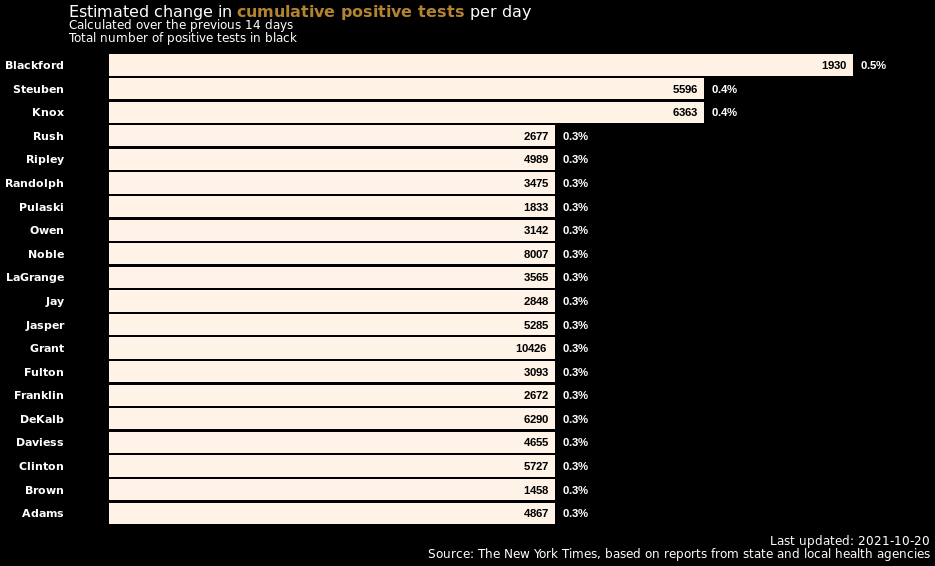 Estimated change in cumulative positive tests per day
Calculated over the previous 14 days
Total number of positive tests in black
Blackford 1930 0.5%
Steuben 5596 0.4%
Knox 6363 0.4%
Rush 2677 0.3%
Ripley 4989 0.3%
Randolph 3475 0.3%
Pulaski 1833 0.3%
Owen 3142 0.3%
Noble 8007 0.3%
LaGrange 3565 0.3%
Jay 2848 0.3%
Jasper 5285 0.3%
Grant 10426 0.3%
Fulton 3093 0.3%
Franklin 2672 0.3%
DeKalb 6290 0.3%
Daviess 4655 0.3%
Clinton 5727 0.3%
Brown 1458 0.3%
Adams 4867 0.3%
Last updated: 2021-10-20
Source: The New York Times, based on reports from state and local health agencies